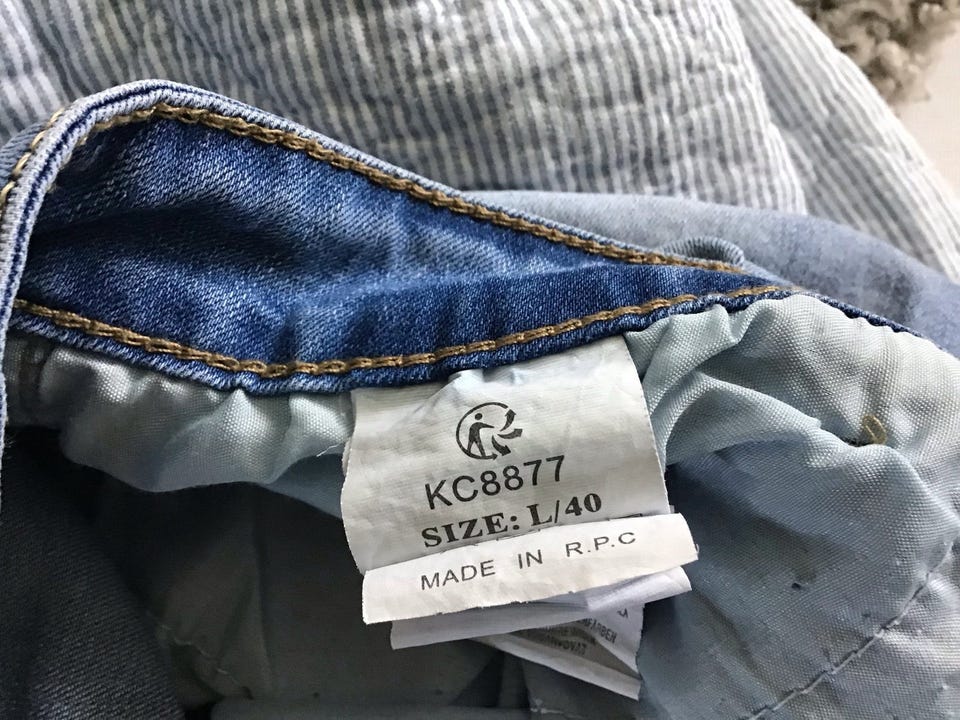 KC8877
SIZE: L/40
MADE IN R.P.C